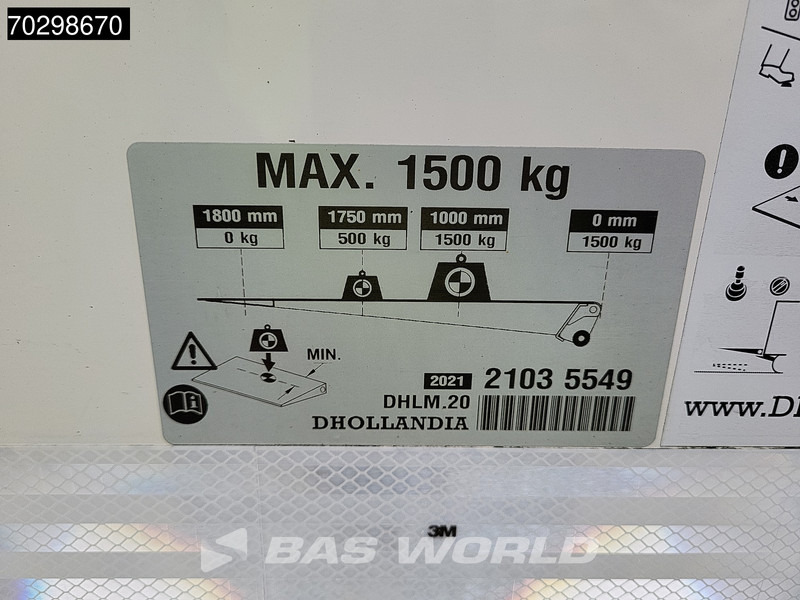 70298670
MAX. 1500 kg
1800 mm
0 kg
1750 mm
500 kg
1000 mm
1500 kg
0 mm
1500 kg
MIN.
2021 2103 5549
DHLM.20
DHOLLANDIA
www.D
3M
BAS WORLD